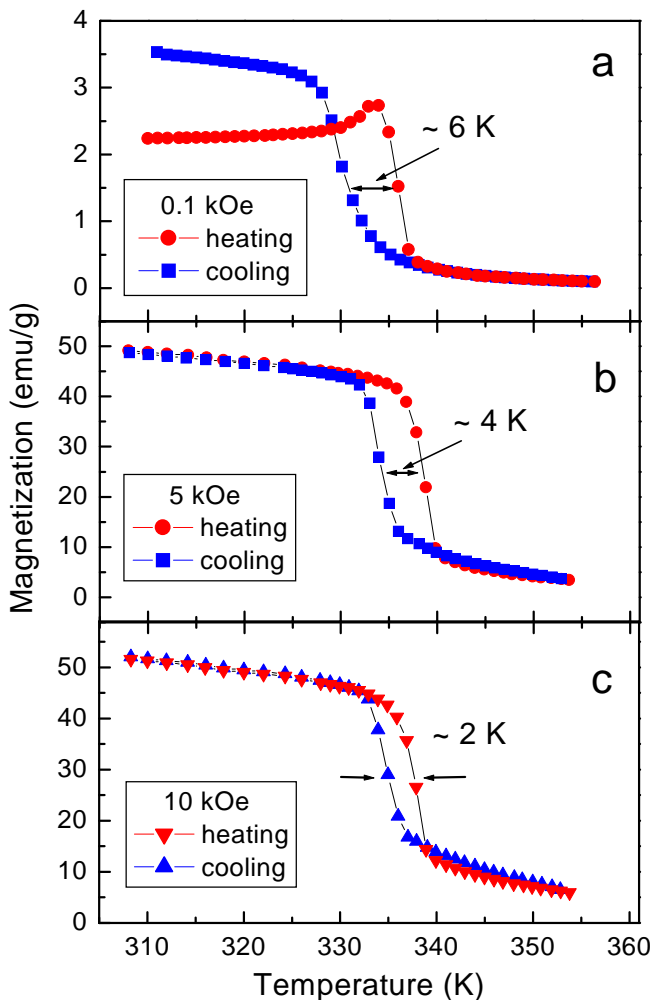 4
3
2
1
0
a
~ 6 K
0.1 kOe
heating
cooling
50
40
30
20
10
0
b
~ 4 K
5 kOe
heating
cooling
Magnetization (emu/g)
50
40
30
20
10
0
c
~ 2 K
10 kOe
heating
cooling
310 320 330 340 350 360
Temperature (K)